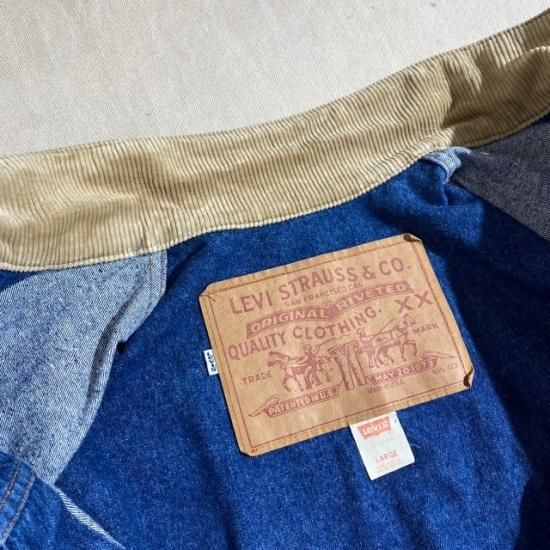 LEVI STRAUSS & CO.
SAN FRANCISCO CAL.
ORIGINAL RIVETED
QUALITY CLOTHING.
XX
TRADE MARK
PATENTED IN U.S. MAY 20 1873
MADE IN U.S.A.
Levi's
LARGE